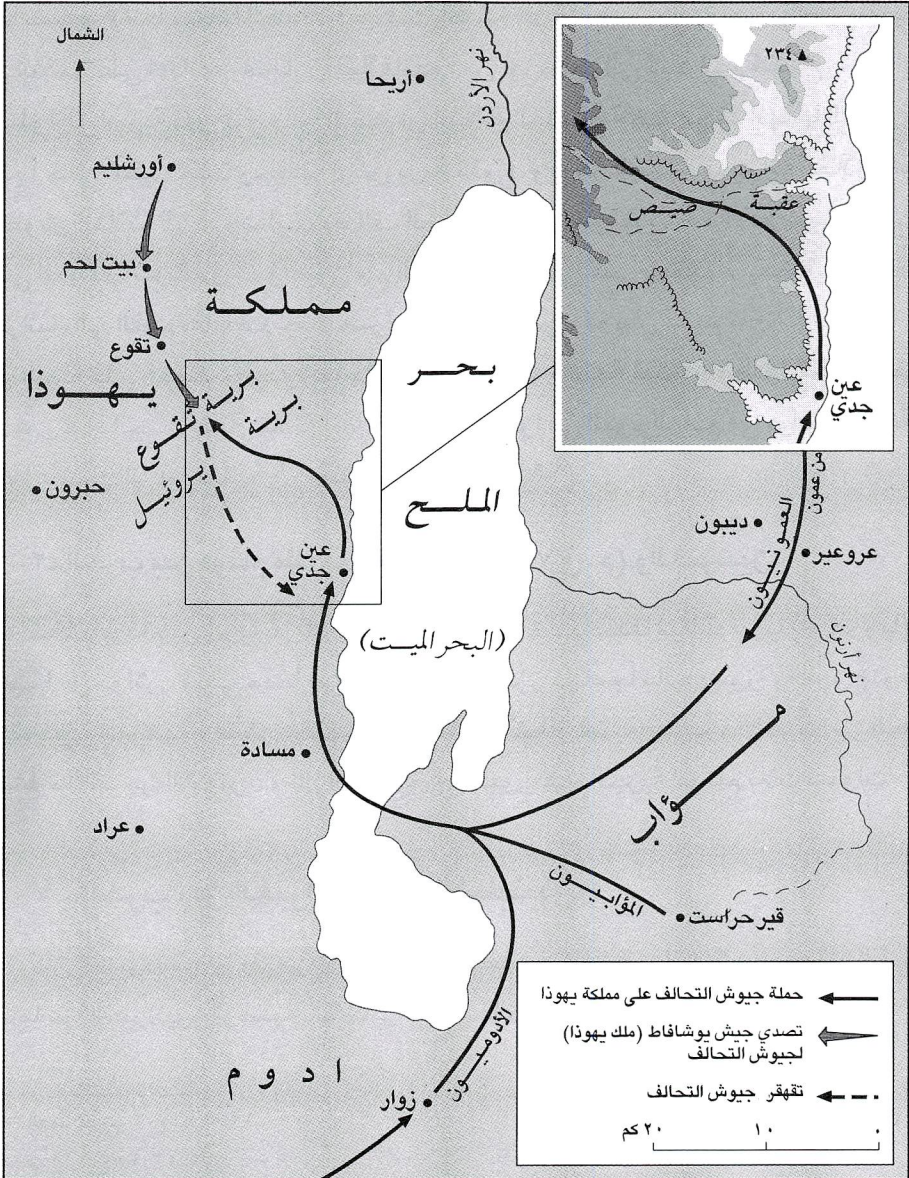 الشمال
٢٣٤
أريحا
نهر الأردن
أورشليم
عقبة
صيص
بيت لحم
مملكة
تقوع
بحر
عين
جدي
يهوذا
برية تقوع
برية
يروئيل
من عمون
حبرون
الملح
ديبون
العمونيون
عروعير
عين
جدي
نهر أرنون
(البحر الميت)
مسادة
مؤاب
عراد
المؤابيون
قير حراست
الأدوميون
ادوم
زوار
حملة جيوش التحالف على مملكة يهوذا
تصدي جيش يوشافاط (ملك يهوذا)
لجيوش التحالف
تقهقر جيوش التحالف
٠ ١٠ ٢٠ كم